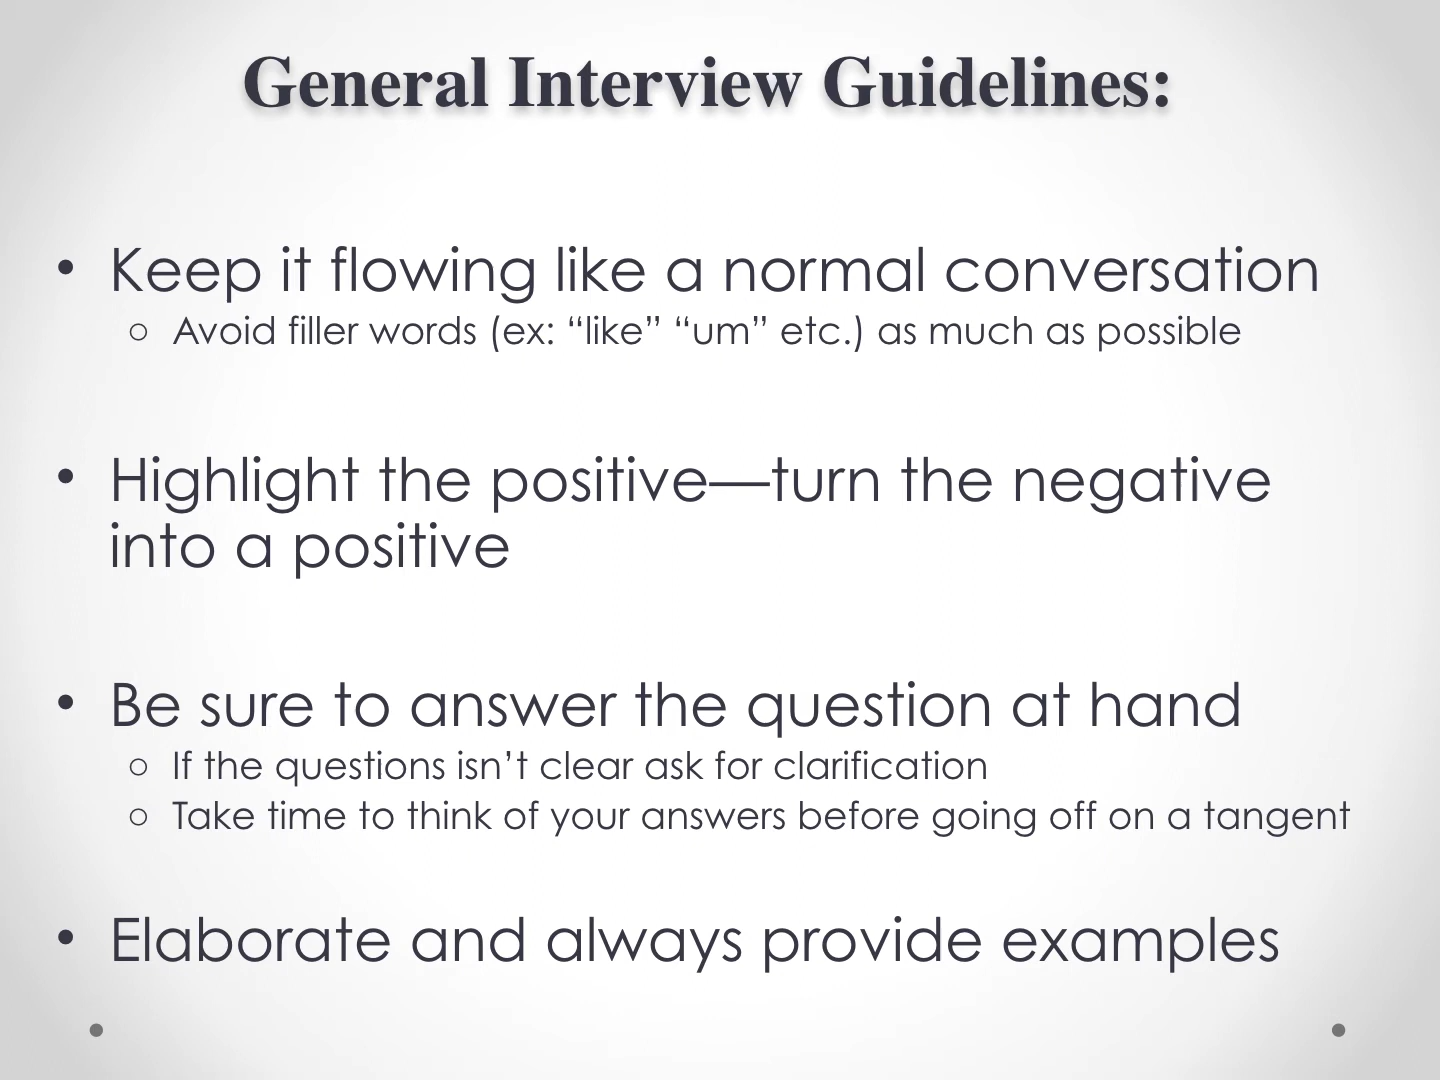 General Interview Guidelines:
• Keep it flowing like a normal conversation
○ Avoid filler words (ex: “like” “um” etc.) as much as possible
• Highlight the positive—turn the negative
into a positive
• Be sure to answer the question at hand
○ If the questions isn’t clear ask for clarification
○ Take time to think of your answers before going off on a tangent
• Elaborate and always provide examples